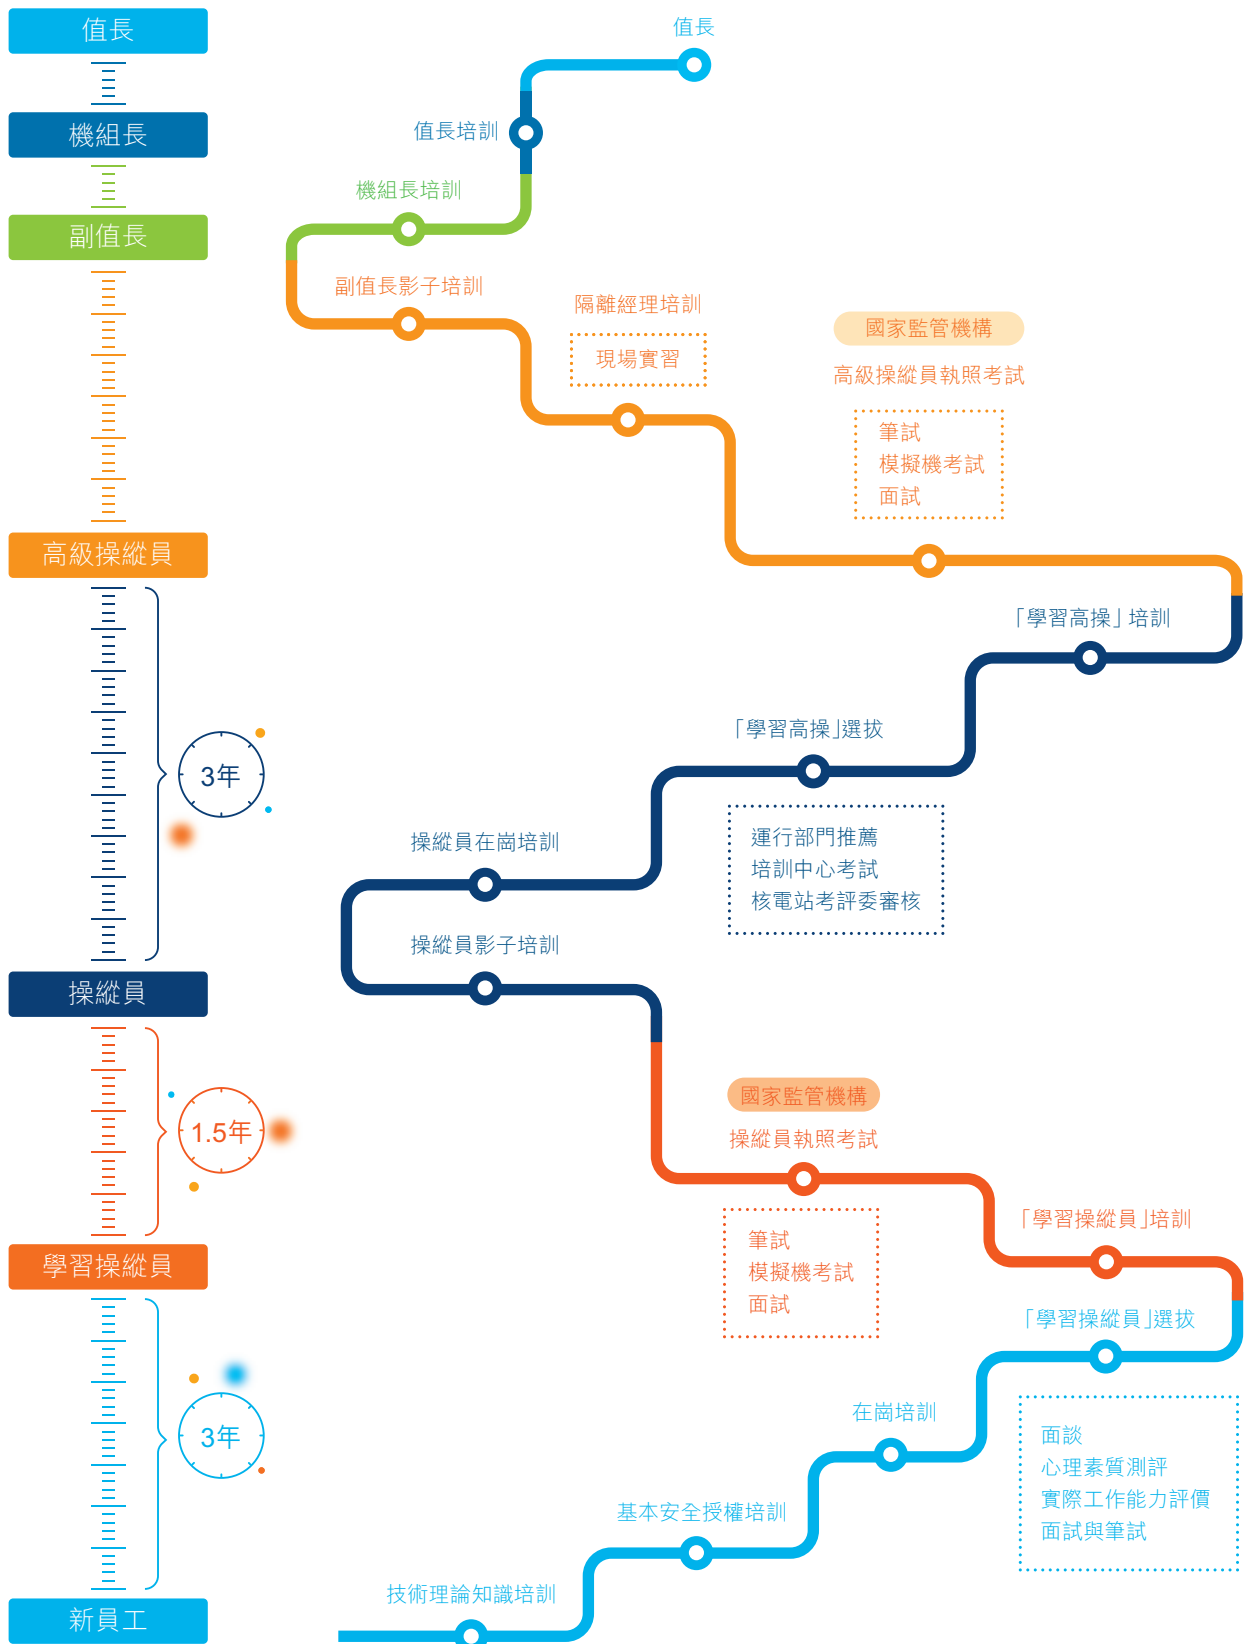 值長
機組長
副值長
高級操縱員
3年
操縱員
1.5年
學習操縱員
3年
新員工
值長
值長培訓
機組長培訓
副值長影子培訓
隔離經理培訓
現場實習
國家監管機構
高級操縱員執照考試
筆試
模擬機考試
面試
「學習高操」培訓
「學習高操」選拔
運行部門推薦
培訓中心考試
核電站考評委審核
操縱員在崗培訓
操縱員影子培訓
國家監管機構
操縱員執照考試
筆試
模擬機考試
面試
「學習操縱員」培訓
「學習操縱員」選拔
面談
心理素質測評
實際工作能力評價
面試與筆試
在崗培訓
基本安全授權培訓
技術理論知識培訓